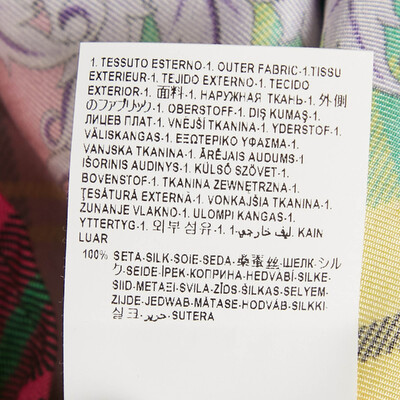 1. TESSUTO ESTERNO-1. OUTER FABRIC-1.TISSU
EXTERIEUR-1. TEJIDO EXTERNO-1. TECIDO
EXTERIOR-1. 面料-1. НАРУЖНАЯ ТКАНЬ-1. 外側
のファブリック-1. OBERSTOFF-1. DIŞ KUMAŞ-1.
ЛИЦЕВ ПЛАТ-1. VNĚJŠÍ TKANINA-1. YDERSTOF-1.
VÄLISKANGAS-1. ΕΞΩΤΕΡΙΚΟ ΥΦΑΣΜΑ-1.
VANJSKA TKANINA-1. ĀRĒJAIS AUDUMS-1
IŠORINIS AUDINYS-1. KÜLSŐ SZÖVET-1.
BOVENSTOF-1. TKANINA ZEWNĘTRZNA-1.
ȚESĂTURĂ EXTERNĂ-1. VONKAJŠIA TKANINA-1.
ZUNANJE VLAKNO-1. ULOMPI KANGAS-1.
YTTERTYG-1. 외부 섬유-1. ليف خارجي-1. KAIN
LUAR
100% SETA-SILK-SOIE-SEDA-桑蚕丝-ШЕЛК-シル
ク-SEIDE-İPEK-КОПРИНА-HEDVÁBÍ-SILKE-
SIID-ΜΕΤΑΞΙ-SVILA-ZĪDS-ŠILKAS-SELYEM-
ZIJDE-JEDWAB-MĂTASE-HODVÁB-SILKKI-
실크-حرير-SUTERA